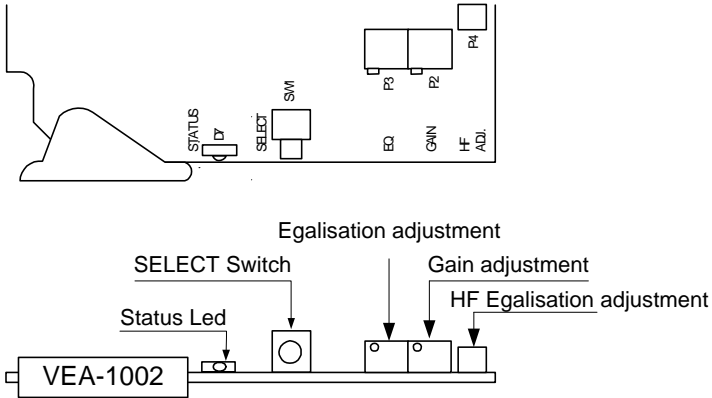 P4
P3
P2
STATUS
D7
SELECT
SW1
EQ
GAIN
HF
ADJ.
Egalisation adjustment
SELECT Switch
Gain adjustment
HF Egalisation adjustment
Status Led
VEA-1002